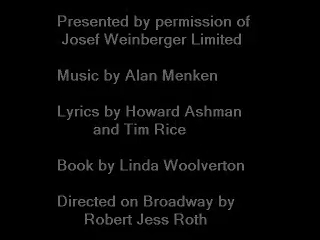 Presented by permission of
Josef Weinberger Limited
Music by Alan Menken
Lyrics by Howard Ashman
and Tim Rice
Book by Linda Woolverton
Directed on Broadway by
Robert Jess Roth